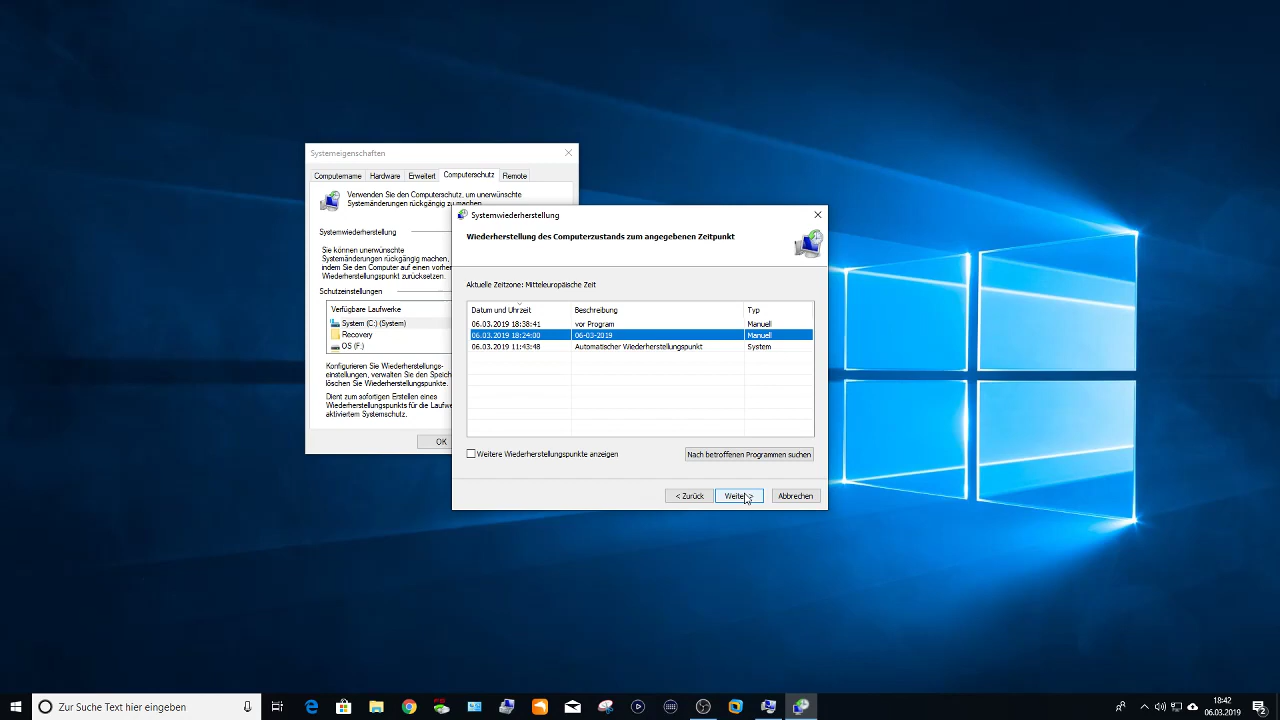 Systemeigenschaften
Computername Hardware Erweitert Computerschutz Remote
Verwenden Sie den Computerschutz, um unerwünschte
Systemänderungen rückgängig zu machen.
Systemwiederherstellung
Sie können unerwünschte
Systemänderungen rückgängig machen,
indem Sie den Computer auf einen vorher
Wiederherstellungspunkt zurücksetzen.
Schutzeinstellungen
Verfügbare Laufwerke
System (C:) (System)
Recovery
OS (F:)
Konfigurieren Sie Wiederherstellungs-
einstellungen, verwalten Sie den Speich
löschen Sie Wiederherstellungspunkte.
Dient zum sofortigen Erstellen eines
Wiederherstellungspunkts für die Laufw
aktiviertem Systemschutz.
OK
Systemwiederherstellung
Wiederherstellung des Computerzustands zum angegebenen Zeitpunkt
Aktuelle Zeitzone: Mitteleuropäische Zeit
Datum und Uhrzeit Beschreibung Typ
06.03.2019 18:38:41 vor Program Manuell
06.03.2019 18:24:00 06-03-2019 Manuell
06.03.2019 11:43:48 Automatischer Wiederherstellungspunkt System
Weitere Wiederherstellungspunkte anzeigen
Nach betroffenen Programmen suchen
< Zurück Weiter > Abbrechen
Zur Suche Text hier eingeben
18:42
06.03.2019